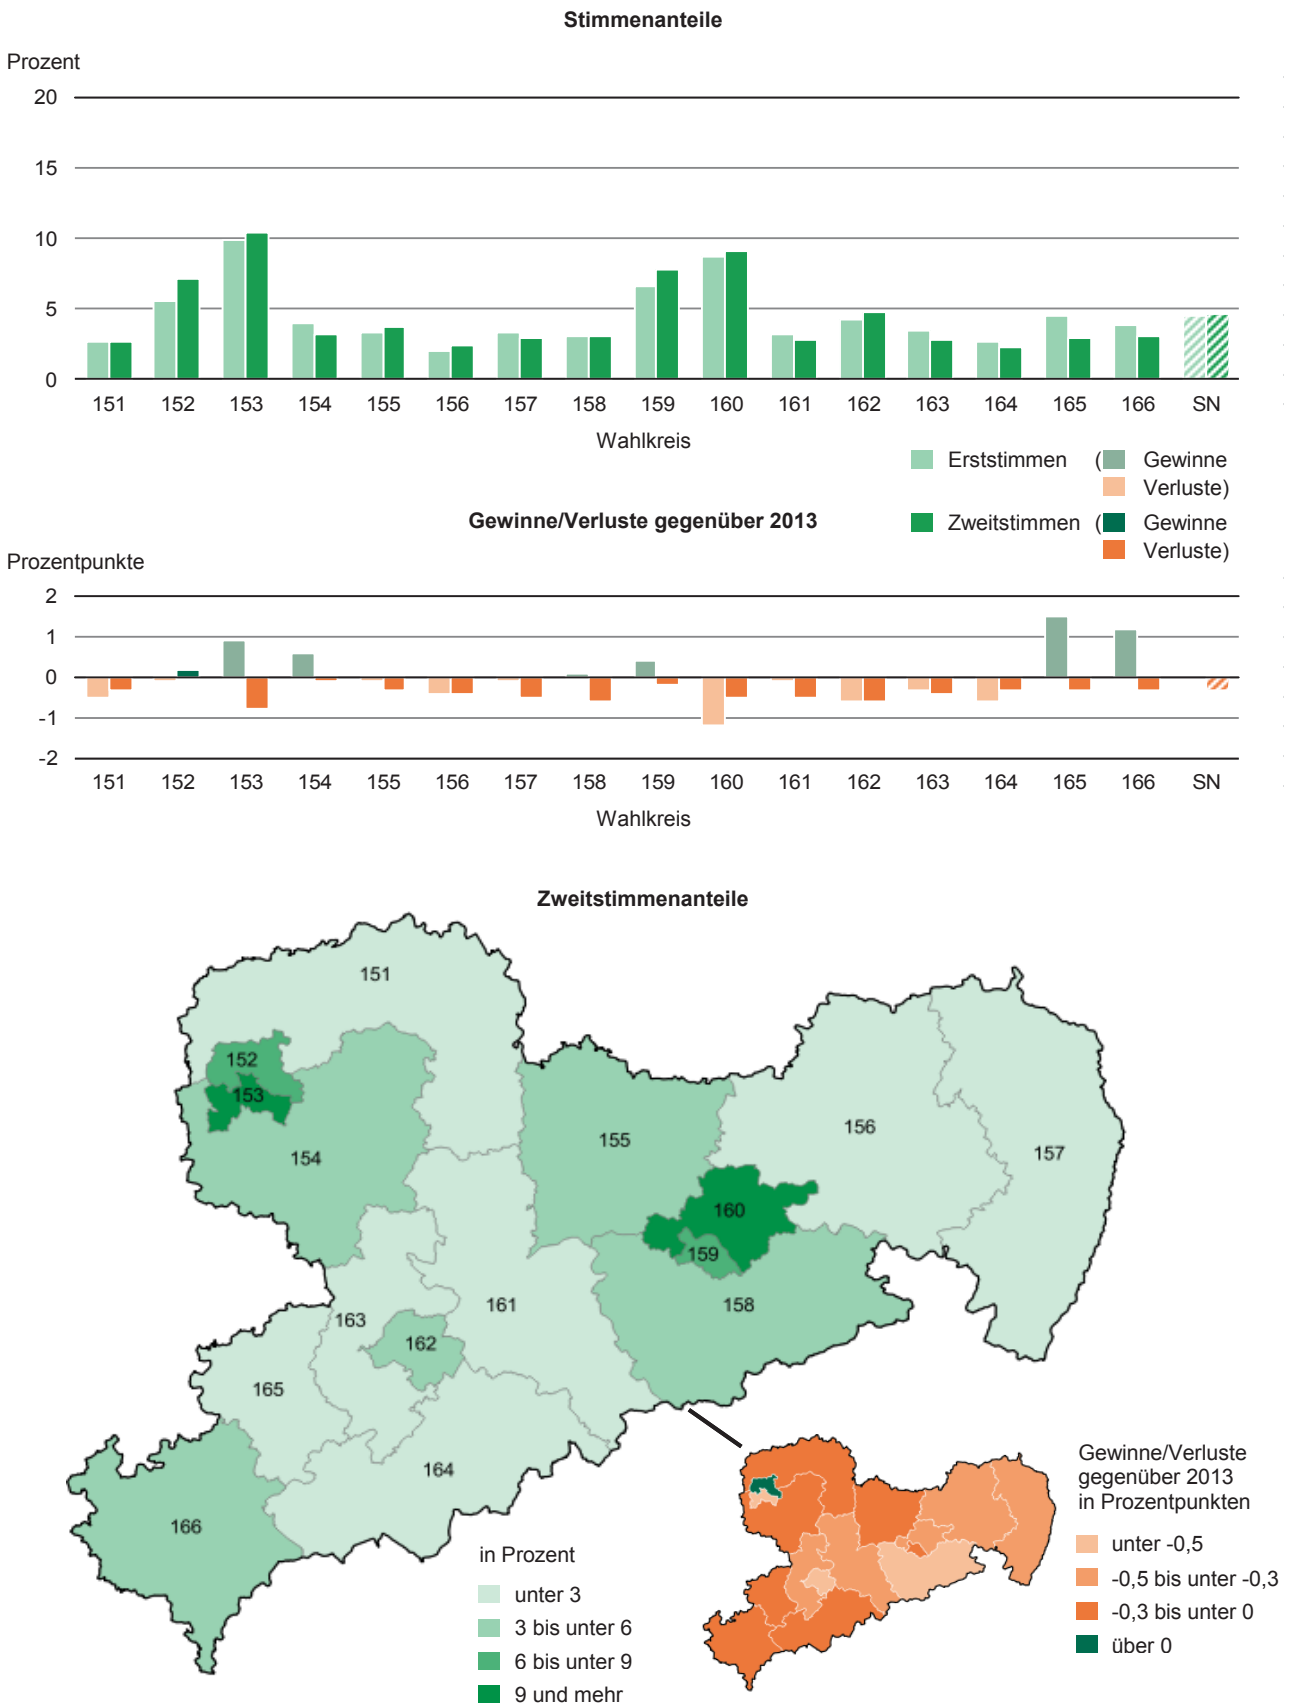 Stimmenanteile
Prozent
20
15
10
5
0
151 152 153 154 155 156 157 158 159 160 161 162 163 164 165 166 SN
Wahlkreis
Erststimmen ( Gewinne
Verluste)
Zweitstimmen ( Gewinne
Verluste)
Gewinne/Verluste gegenüber 2013
Prozentpunkte
2
1
0
-1
-2
151 152 153 154 155 156 157 158 159 160 161 162 163 164 165 166 SN
Wahlkreis
Zweitstimmenanteile
151
152
153
154
155
156
157
160
159
158
161
163
162
165
164
166
in Prozent
unter 3
3 bis unter 6
6 bis unter 9
9 und mehr
Gewinne/Verluste
gegenüber 2013
in Prozentpunkten
unter -0,5
-0,5 bis unter -0,3
-0,3 bis unter 0
über 0